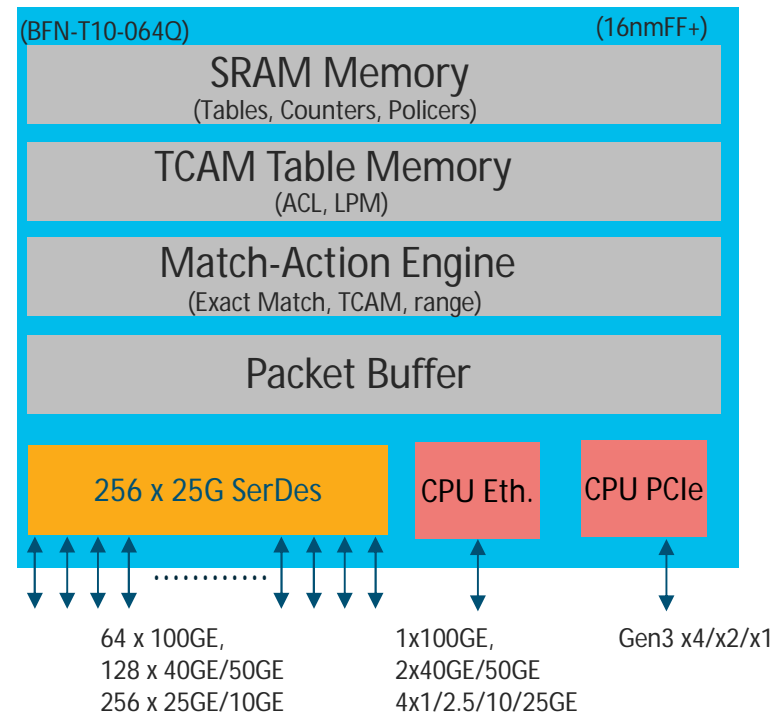 (BFN-T10-064Q) (16nmFF+)
SRAM Memory
(Tables, Counters, Policers)
TCAM Table Memory
(ACL, LPM)
Match-Action Engine
(Exact Match, TCAM, range)
Packet Buffer
256 x 25G SerDes
CPU Eth.
CPU PCIe
............
64 x 100GE,
128 x 40GE/50GE
256 x 25GE/10GE
1x100GE,
2x40GE/50GE
4x1/2.5/10/25GE
Gen3 x4/x2/x1